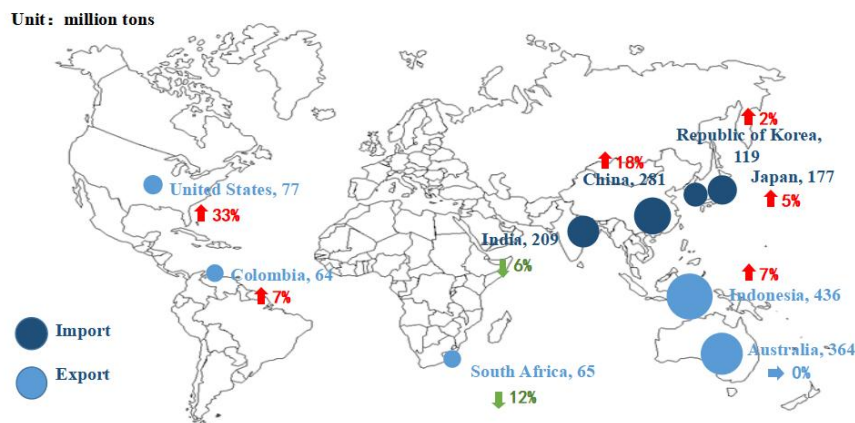 Unit：million tons
2%
Republic of Korea,
119
18%
China, 281
Japan, 177
5%
United States, 77
33%
India, 209
6%
Colombia, 64
7%
7%
Indonesia, 436
Import
Australia, 364
0%
Export
South Africa, 65
12%